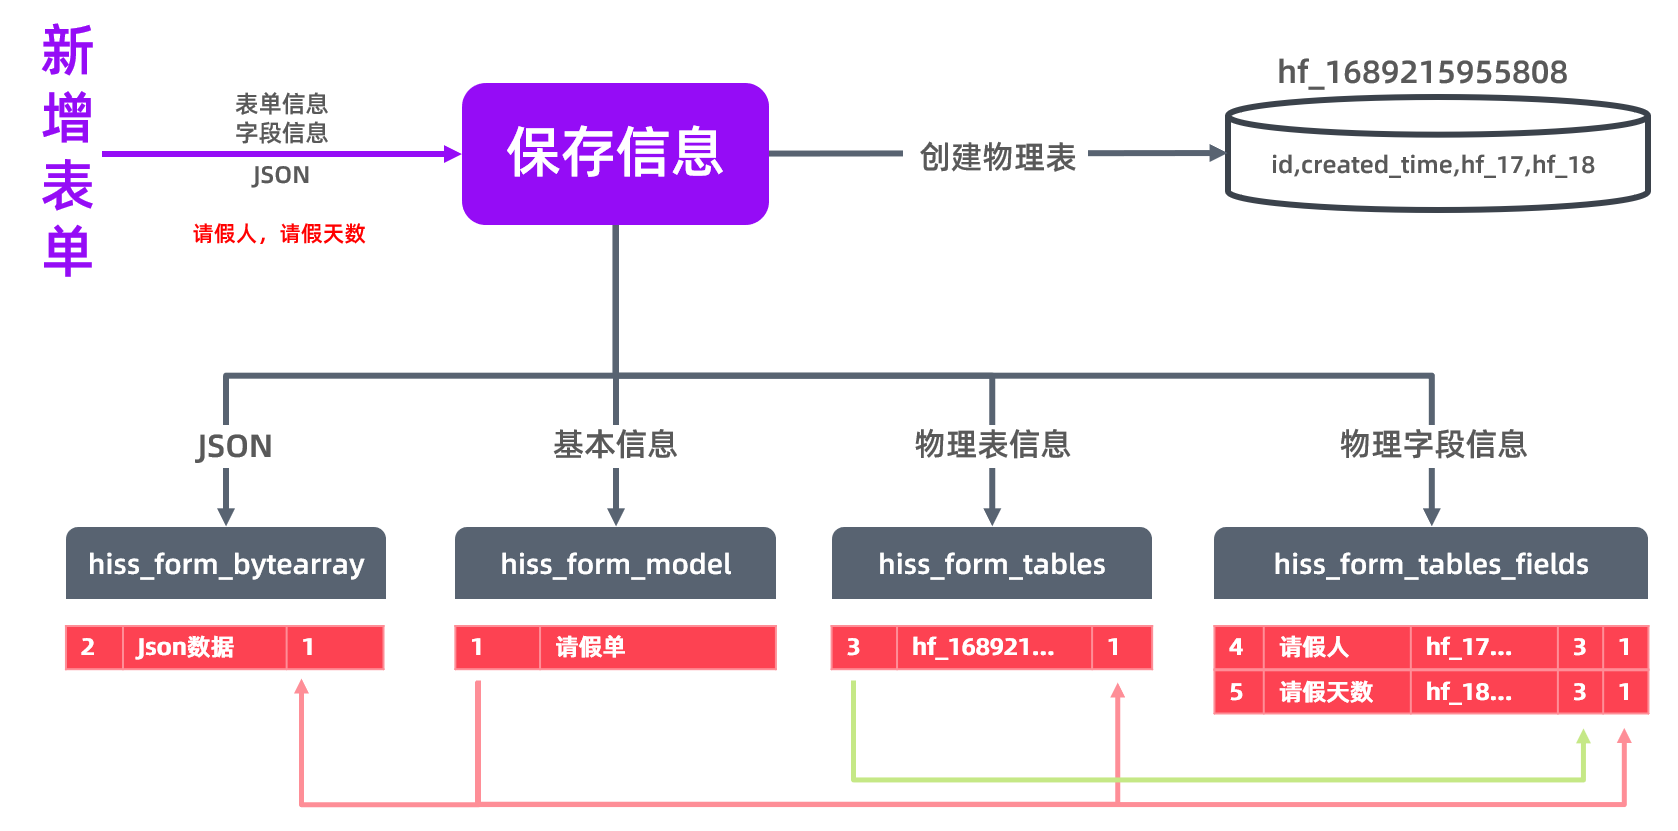 新增表单
表单信息
字段信息
JSON
请假人，请假天数
保存信息
创建物理表
hf_1689215955808
id,created_time,hf_17,hf_18
JSON
基本信息
物理表信息
物理字段信息
hiss_form_bytearray
hiss_form_model
hiss_form_tables
hiss_form_tables_fields
2 Json数据 1
1 请假单
3 hf_168921... 1
4 请假人 hf_17... 3 1
5 请假天数 hf_18... 3 1